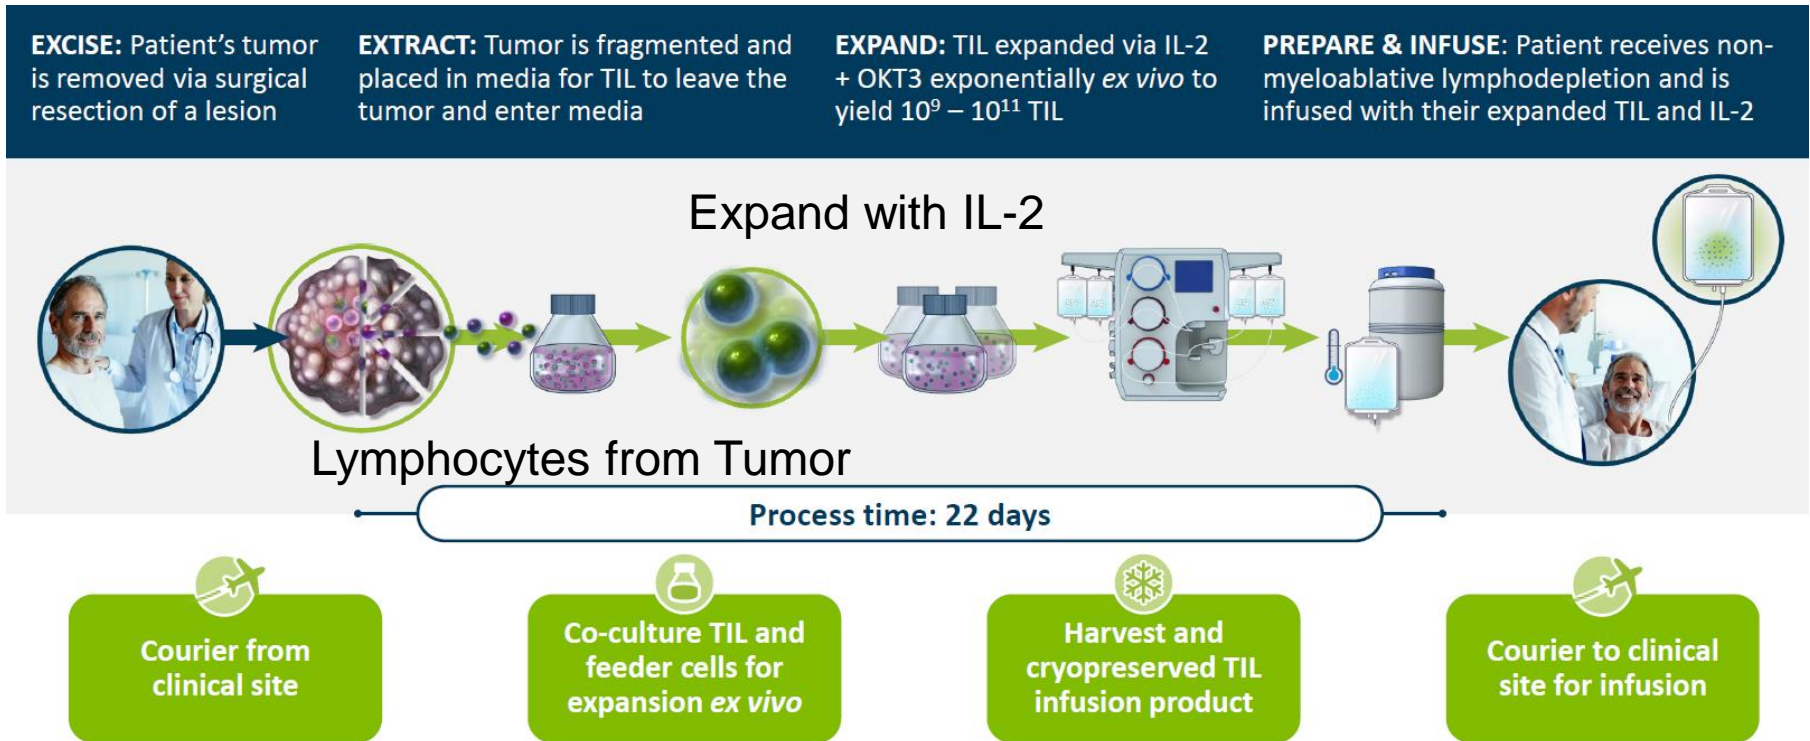 EXCISE: Patient's tumor
is removed via surgical
resection of a lesion
EXTRACT: Tumor is fragmented and
placed in media for TIL to leave the
tumor and enter media
EXPAND: TIL expanded via IL-2
+ OKT3 exponentially ex vivo to
yield 10⁹ – 10¹¹ TIL
PREPARE & INFUSE: Patient receives non-
myeloablative lymphodepletion and is
infused with their expanded TIL and IL-2
Expand with IL-2
Lymphocytes from Tumor
Process time: 22 days
Courier from
clinical site
Co-culture TIL and
feeder cells for
expansion ex vivo
Harvest and
cryopreserved TIL
infusion product
Courier to clinical
site for infusion